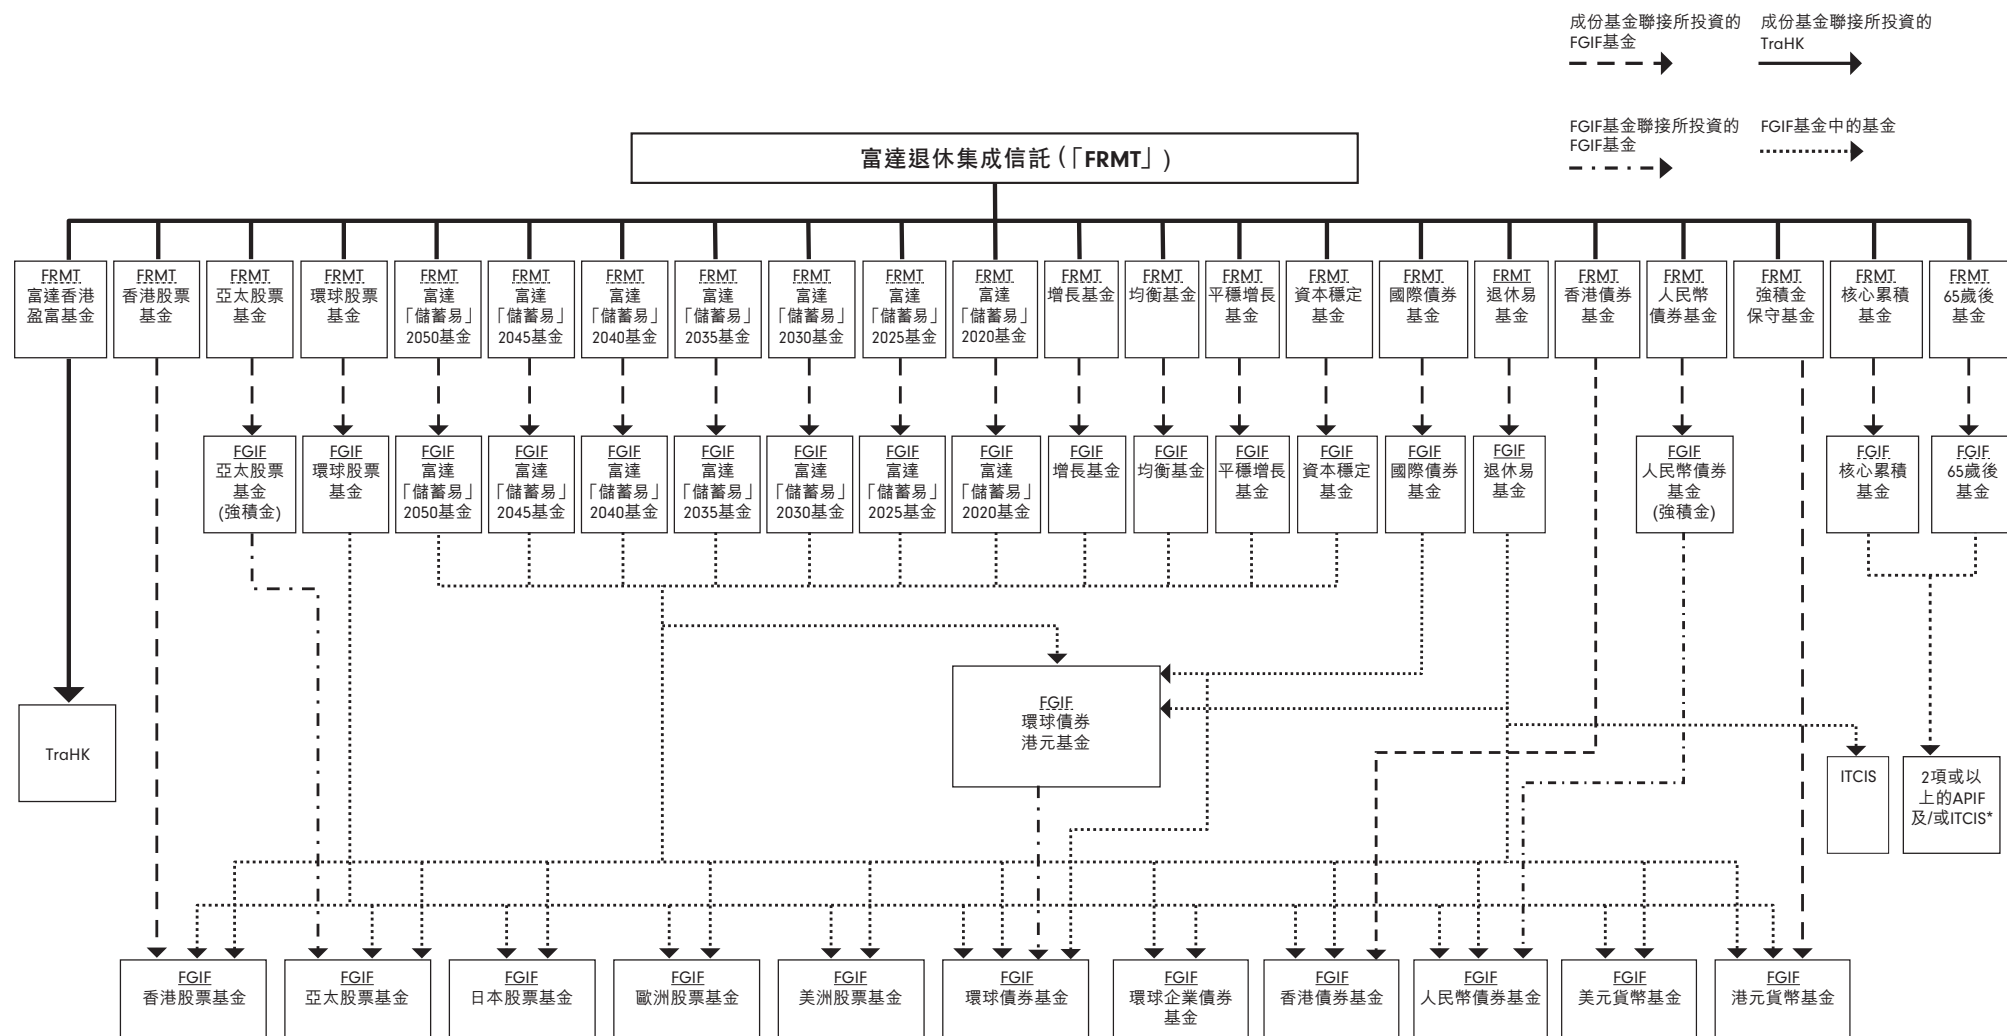 成份基金聯接所投資的
FGIF基金
成份基金聯接所投資的
TraHK
FGIF基金聯接所投資的
FGIF基金
FGIF基金中的基金
富達退休集成信託(「FRMT」)
FRMT
富達香港
盈富基金
FRMT
香港股票
基金
FRMT
亞太股票
基金
FRMT
環球股票
基金
FRMT
富達
「儲蓄易」
2050基金
FRMT
富達
「儲蓄易」
2045基金
FRMT
富達
「儲蓄易」
2040基金
FRMT
富達
「儲蓄易」
2035基金
FRMT
富達
「儲蓄易」
2030基金
FRMT
富達
「儲蓄易」
2025基金
FRMT
富達
「儲蓄易」
2020基金
FRMT
增長基金
FRMT
均衡基金
FRMT
平穩增長
基金
FRMT
資本穩定
基金
FRMT
國際債券
基金
FRMT
退休易
基金
FRMT
香港債券
基金
FRMT
人民幣
債券基金
FRMT
強積金
保守基金
FRMT
核心累積
基金
FRMT
65歲後
基金
FGIF
亞太股票
基金
(強積金)
FGIF
環球股票
基金
FGIF
富達
「儲蓄易」
2050基金
FGIF
富達
「儲蓄易」
2045基金
FGIF
富達
「儲蓄易」
2040基金
FGIF
富達
「儲蓄易」
2035基金
FGIF
富達
「儲蓄易」
2030基金
FGIF
富達
「儲蓄易」
2025基金
FGIF
富達
「儲蓄易」
2020基金
FGIF
增長基金
FGIF
均衡基金
FGIF
平穩增長
基金
FGIF
資本穩定
基金
FGIF
國際債券
基金
FGIF
退休易
基金
FGIF
人民幣債券
基金
(強積金)
FGIF
核心累積
基金
FGIF
65歲後
基金
FGIF
環球債券
港元基金
TraHK
ITCIS
2項或以
上的APIF
及/或ITCIS*
FGIF
香港股票基金
FGIF
亞太股票基金
FGIF
日本股票基金
FGIF
歐洲股票基金
FGIF
美洲股票基金
FGIF
環球債券基金
FGIF
環球企業債券
基金
FGIF
香港債券基金
FGIF
人民幣債券基金
FGIF
美元貨幣基金
FGIF
港元貨幣基金